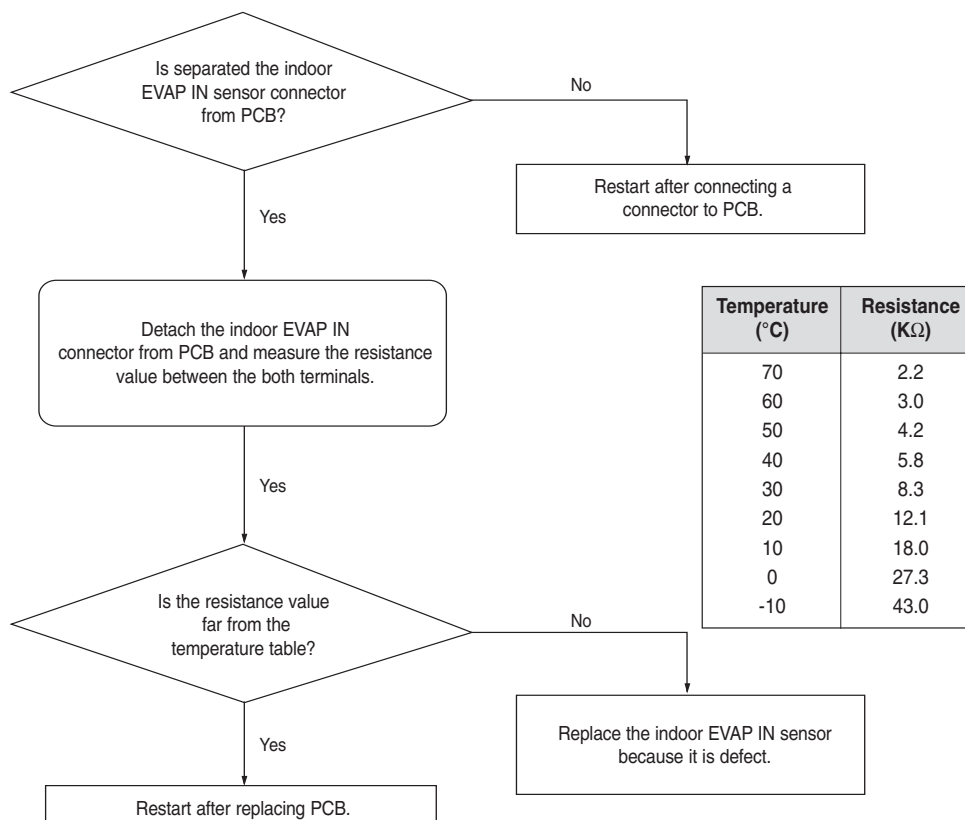 Is separated the indoor
EVAP IN sensor connector
from PCB?
No
Restart after connecting a
connector to PCB.
Yes
Detach the indoor EVAP IN
connector from PCB and measure the resistance
value between the both terminals.
Temperature Resistance
(°C) (KΩ)
70 2.2
60 3.0
50 4.2
40 5.8
30 8.3
20 12.1
10 18.0
0 27.3
-10 43.0
Yes
Is the resistance value
far from the
temperature table?
No
Replace the indoor EVAP IN sensor
because it is defect.
Yes
Restart after replacing PCB.